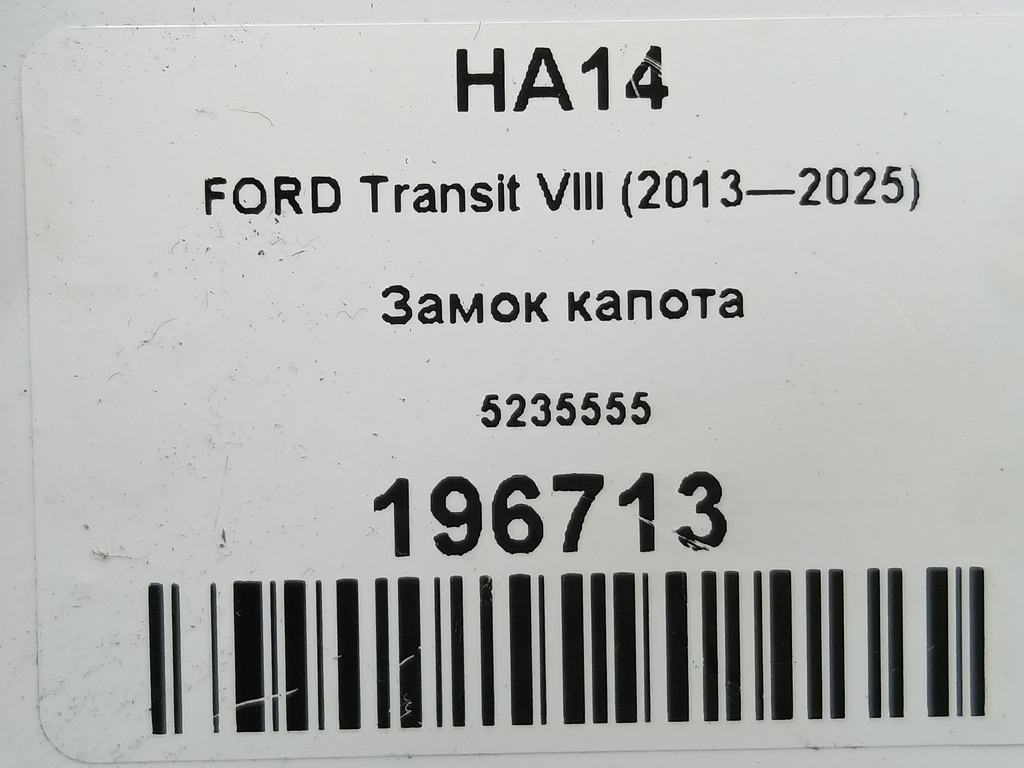 HA14
FORD Transit VIII (2013—2025)
Замок капота
5235555
196713